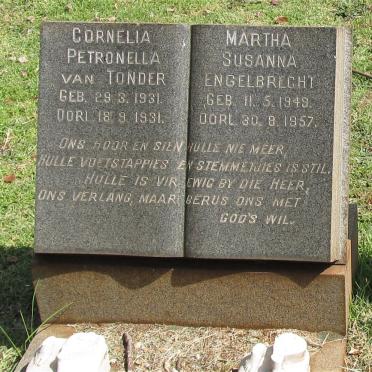 CORNELIA
PETRONELLA
VAN TONDER
GEB. 29·3·1931.
OORL. 18·9·1931.
MARTHA
SUSANNA
ENGELBRECHT
GEB. 11·5·1949.
OORL. 30·8·1957.
ONS HOOR EN SIEN HULLE NIE MEER,
HULLE VOETSTAPPIES EN STEMMETJIES IS STIL.
HULLE IS VIR EWIG BY DIE HEER,
ONS VERLANG, MAAR BERUS ONS MET
GOD'S WIL.